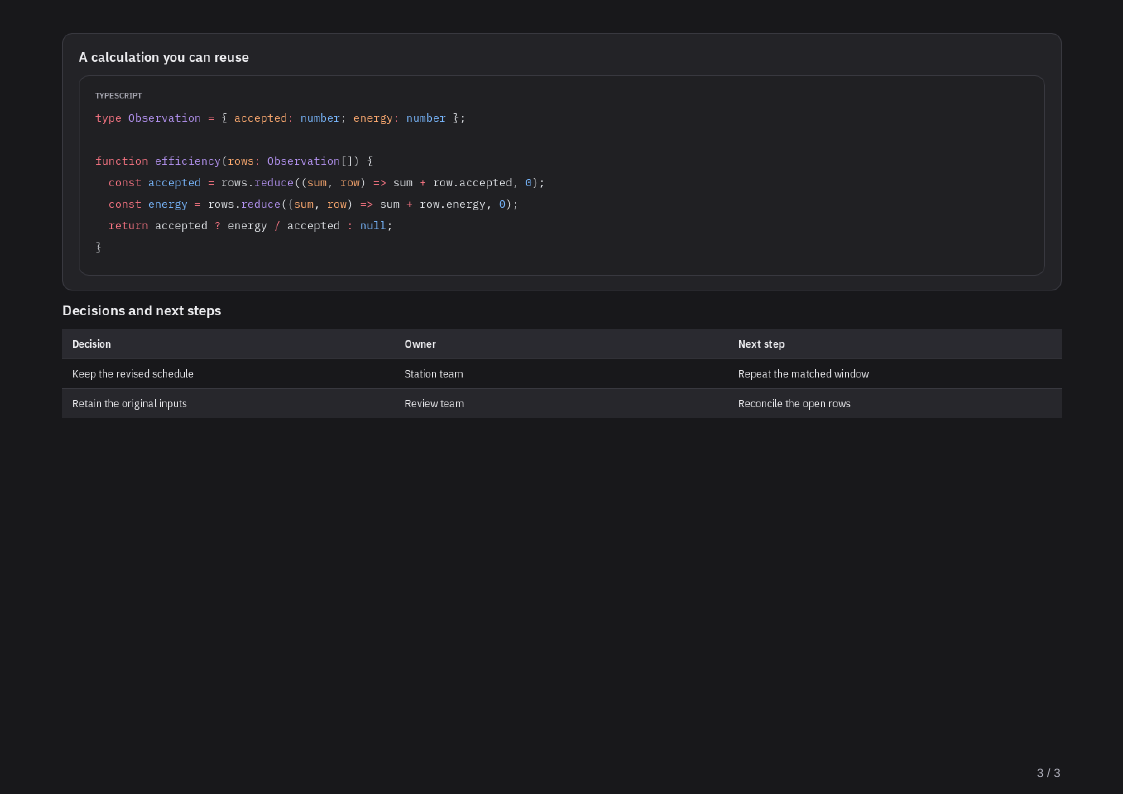 A calculation you can reuse
TYPESCRIPT
type Observation = { accepted: number; energy: number };

function efficiency(rows: Observation[]) {
  const accepted = rows.reduce((sum, row) => sum + row.accepted, 0);
  const energy = rows.reduce((sum, row) => sum + row.energy, 0);
  return accepted ? energy / accepted : null;
}
Decisions and next steps
Decision Owner Next step
Keep the revised schedule Station team Repeat the matched window
Retain the original inputs Review team Reconcile the open rows
3 / 3